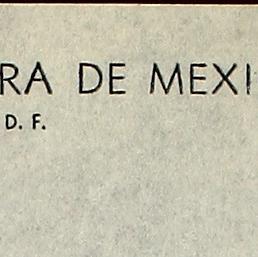 RA DE MEXI
D. F.